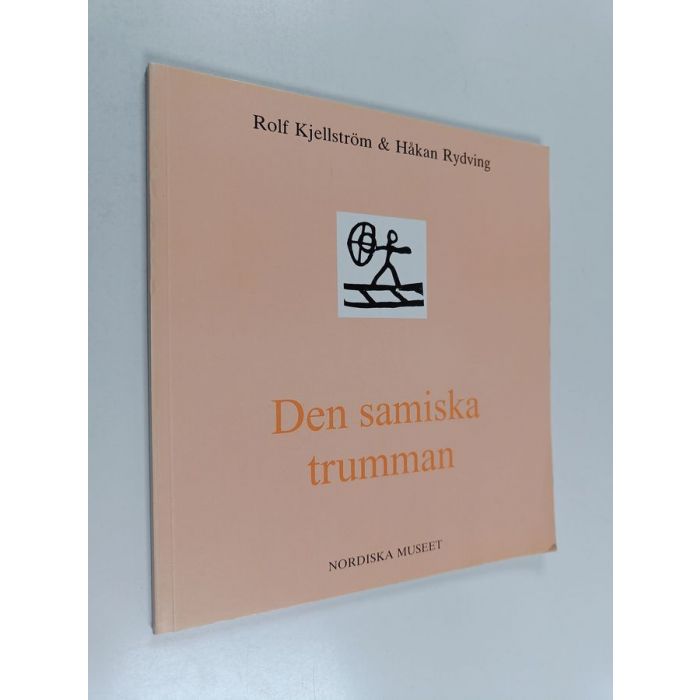 Rolf Kjellström & Håkan Rydving
Den samiska
trumman
NORDISKA MUSEET